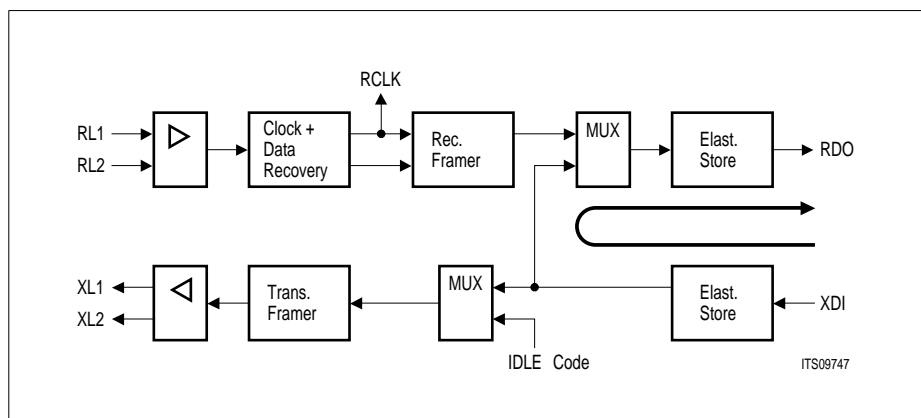 RCLK
RL1
RL2
Clock +
Data
Recovery
Rec.
Framer
MUX
Elast.
Store
RDO
XL1
XL2
Trans.
Framer
MUX
IDLE Code
Elast.
Store
XDI
ITS09747